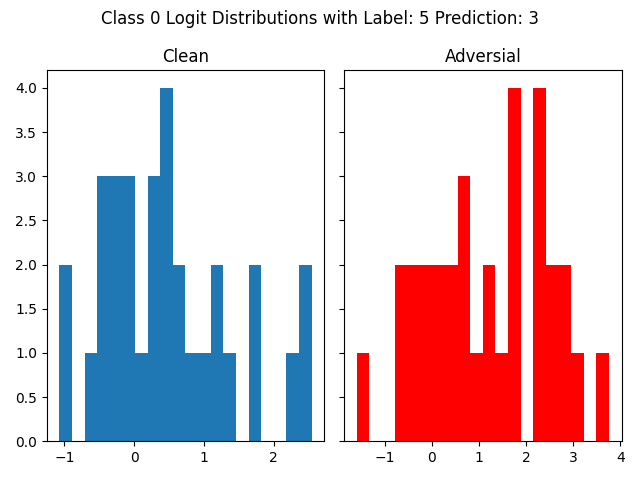 Class 0 Logit Distributions with Label: 5 Prediction: 3
Clean
Adversial
4.0
3.5
3.0
2.5
2.0
1.5
1.0
0.5
0.0
−1 0 1 2
−1 0 1 2 3 4